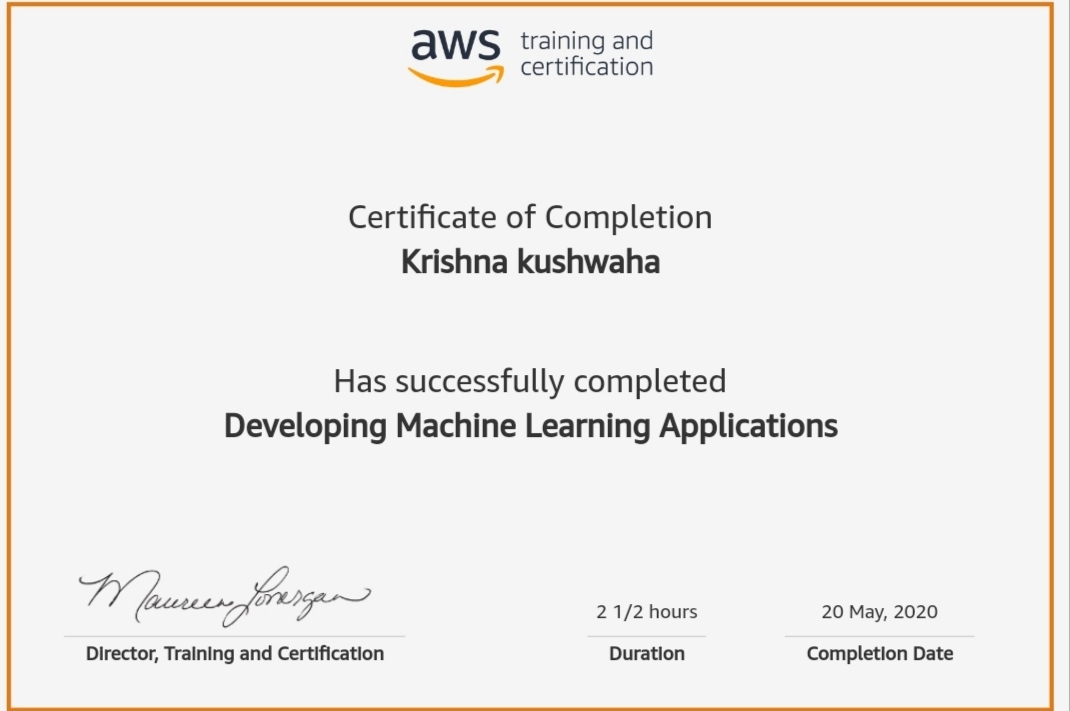 aws training and
certification
Certificate of Completion
Krishna kushwaha
Has successfully completed
Developing Machine Learning Applications
Maureen Lonergan
2 1/2 hours
20 May, 2020
Director, Training and Certification
Duration
Completion Date